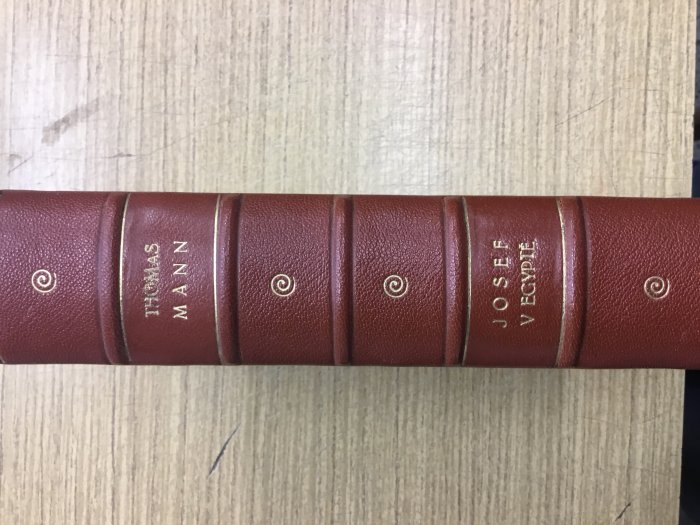 THOMAS
MANN
JOSEF
V EGYPTĚ